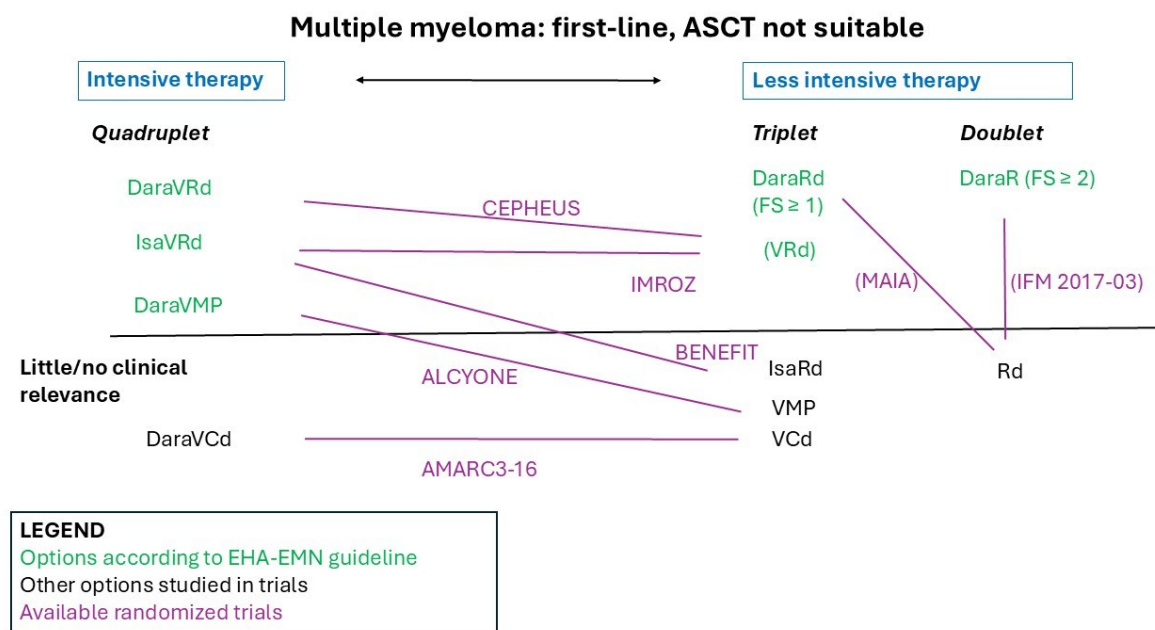 Multiple myeloma: first-line, ASCT not suitable
Intensive therapy
Less intensive therapy
Quadruplet
Triplet
Doublet
DaraVRd
DaraRd
(FS ≥ 1)
DaraR (FS ≥ 2)
CEPHEUS
IsaVRd
(VRd)
IMROZ
(MAIA)
(IFM 2017-03)
DaraVMP
Little/no clinical
relevance
BENEFIT
ALCYONE
IsaRd
Rd
VMP
DaraVCd
VCd
AMARC3-16
LEGEND
Options according to EHA-EMN guideline
Other options studied in trials
Available randomized trials